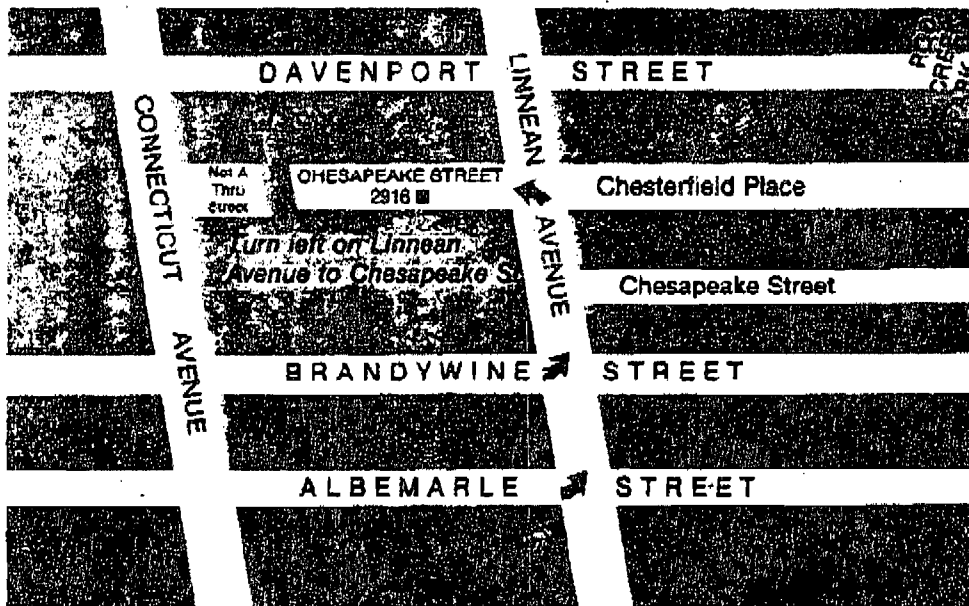 DAVENPORT STREET
LINNEAN AVENUE
CONNECTICUT AVENUE
CREEK
Not A
Thru
Street
CHESAPEAKE STREET
2916
Chesterfield Place
Turn left on Linnean
Avenue to Chesapeake S
Chesapeake Street
BRANDYWINE STREET
ALBEMARLE STREET